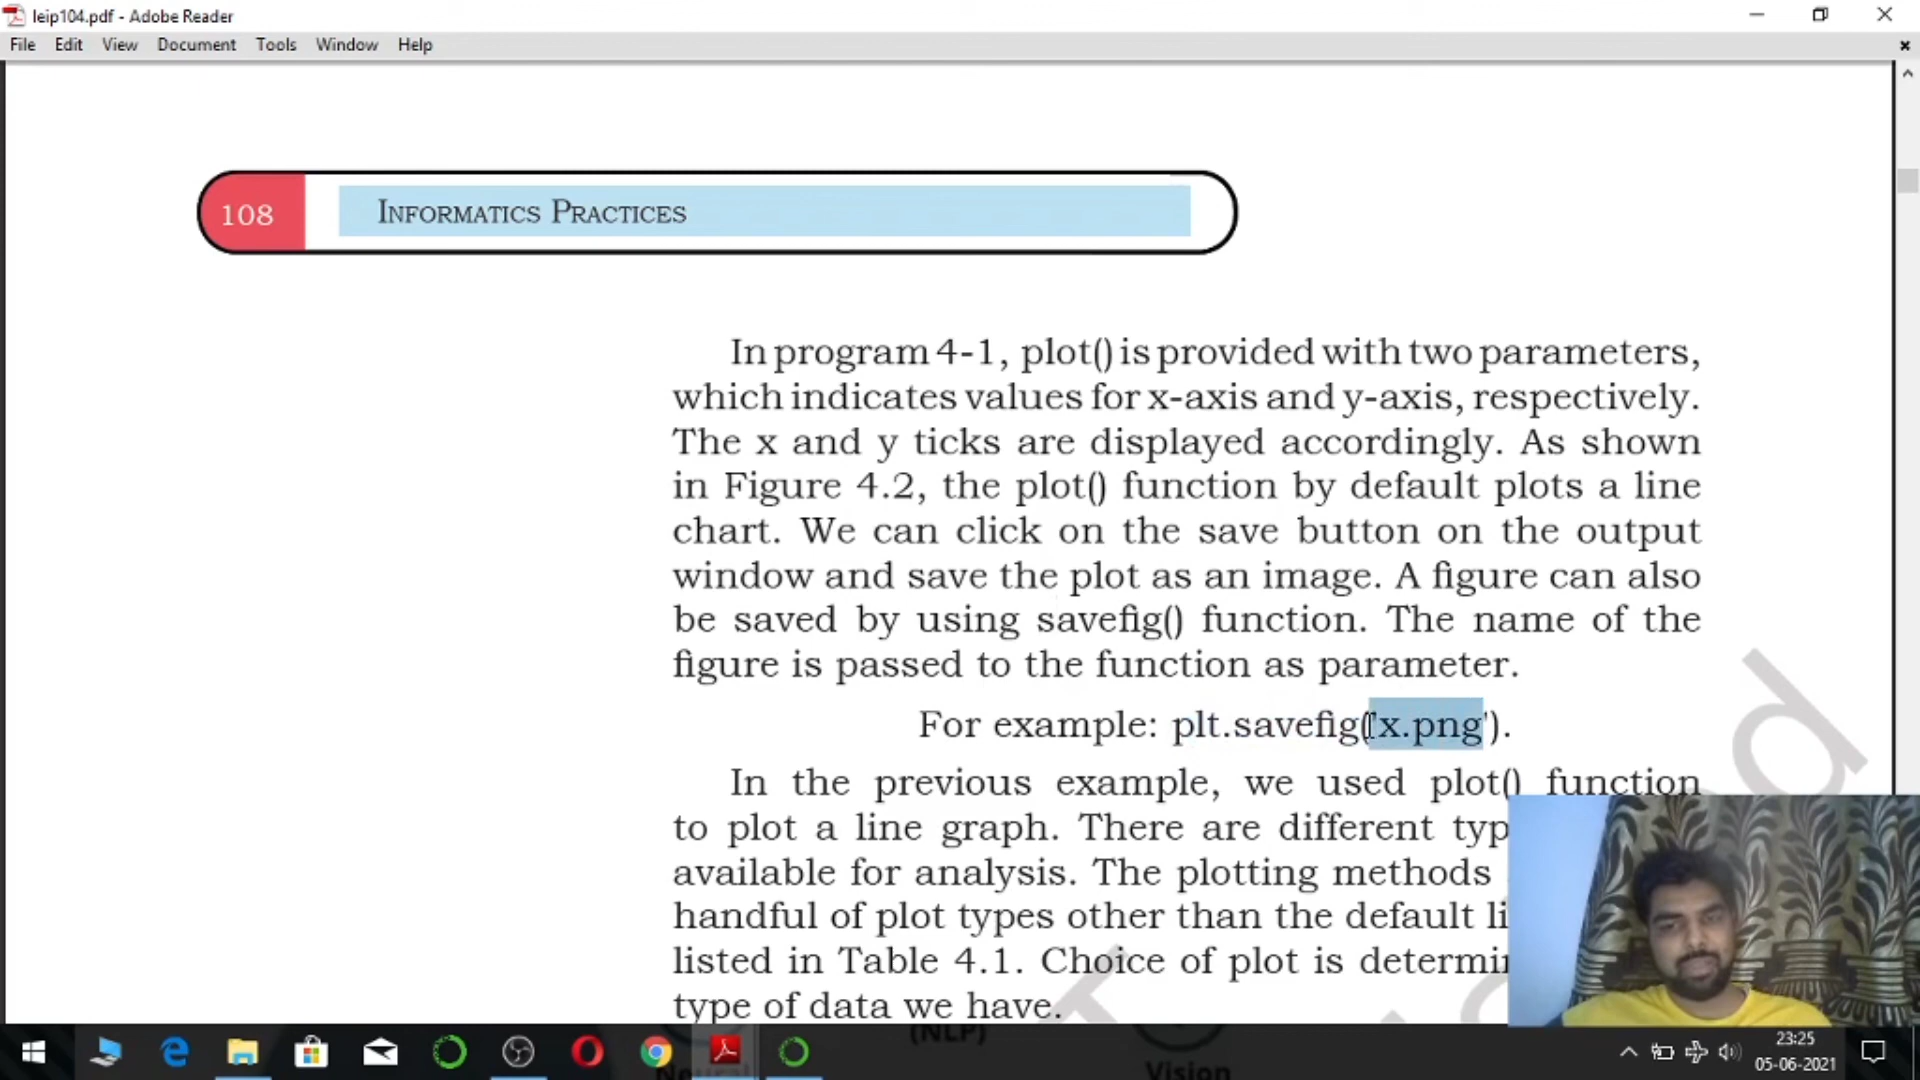 leip104.pdf - Adobe Reader
File Edit View Document Tools Window Help
108 INFORMATICS PRACTICES
In program 4-1, plot() is provided with two parameters,
which indicates values for x-axis and y-axis, respectively.
The x and y ticks are displayed accordingly. As shown
in Figure 4.2, the plot() function by default plots a line
chart. We can click on the save button on the output
window and save the plot as an image. A figure can also
be saved by using savefig() function. The name of the
figure is passed to the function as parameter.
For example: plt.savefig('x.png').
In the previous example, we used plot() function
to plot a line graph. There are different typ
available for analysis. The plotting methods
handful of plot types other than the default li
listed in Table 4.1. Choice of plot is determi
type of data we have.
(NLP)
Neural
Vision
23:25
05-06-2021